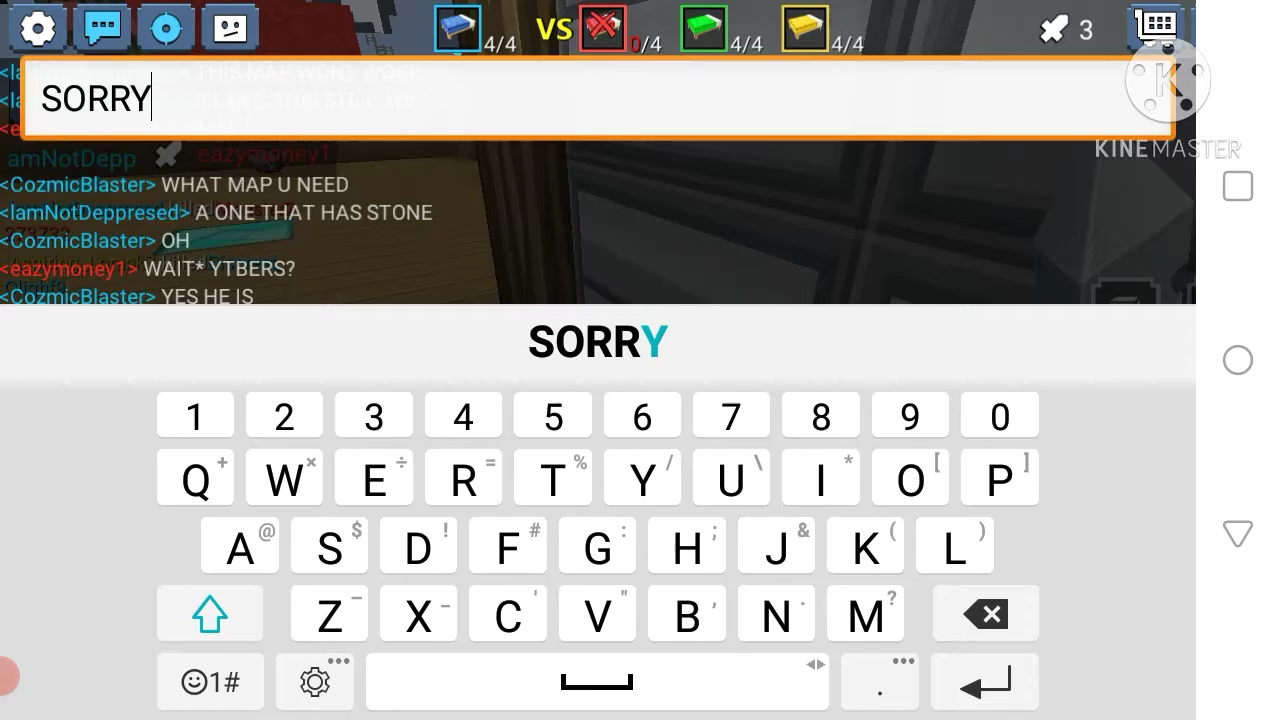 4/4 VS 0/4 4/4 4/4 3
SORRY
K
KINEMASTER
amNotDepp eazymoney1
<CozmicBlaster> WHAT MAP U NEED
<IamNotDeppresed> A ONE THAT HAS STONE
<CozmicBlaster> OH
<eazymoney1> WAIT* YTBERS?
<CozmicBlaster> YES HE IS
SORRY
1 2 3 4 5 6 7 8 9 0
Q + W × E ÷ R = T % Y / U \ I * O [ P ]
A @ S $ D ! F # G : H ; J & K ( L )
Z – X - C ' V " B , N . M ?
1# .